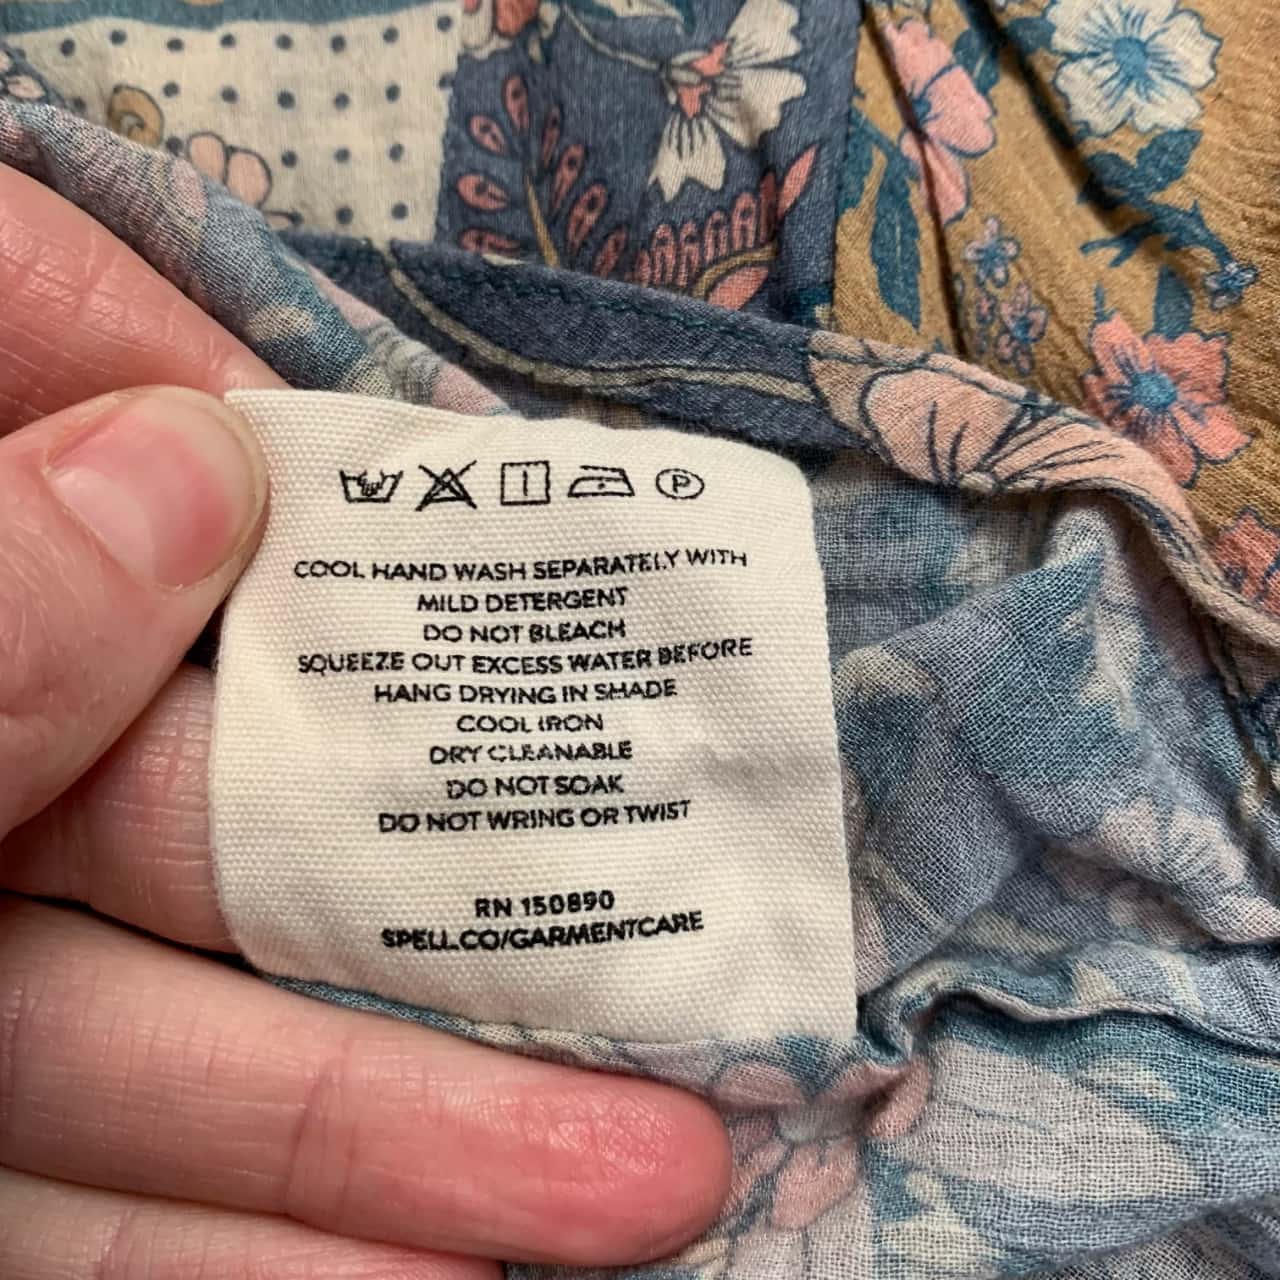 COOL HAND WASH SEPARATELY WITH
MILD DETERGENT
DO NOT BLEACH
SQUEEZE OUT EXCESS WATER BEFORE
HANG DRYING IN SHADE
COOL IRON
DRY CLEANABLE
DO NOT SOAK
DO NOT WRING OR TWIST
RN 150890
SPELL.CO/GARMENTCARE